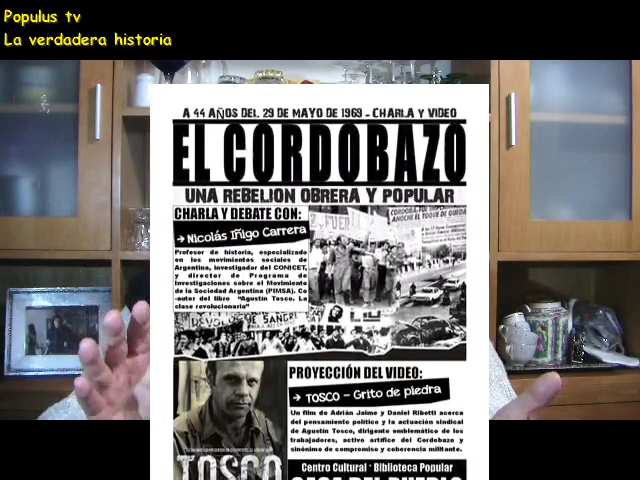 Populus tv
La verdadera historia
A 44 AÑOS DEL 29 DE MAYO DE 1969 - CHARLA Y VIDEO
EL CORDOBAZO
UNA REBELION OBRERA Y POPULAR
CHARLA Y DEBATE CON:
→ Nicolás Iñigo Carrera
Profesor de historia, especializado
en los movimientos sociales de
Argentina, investigador del CONICET,
y director de Programa de
Investigaciones sobre el Movimiento
de la Sociedad Argentina (PIMSA). Co
-autor del libro "Agustín Tosco. La
clase revolucionaria"
PROYECCIÓN DEL VIDEO:
→ TOSCO - Grito de piedra
Un film de Adrián Jaime y Daniel Ribetti acerca
del pensamiento político y la actuación sindical
de Agustín Tosco, dirigente emblemático de los
trabajadores, activo artífice del Cordobazo y
sinónimo de compromiso y coherencia militante.
TOSCO
Centro Cultural * Biblioteca Popular
CASA DEL PUEBLO